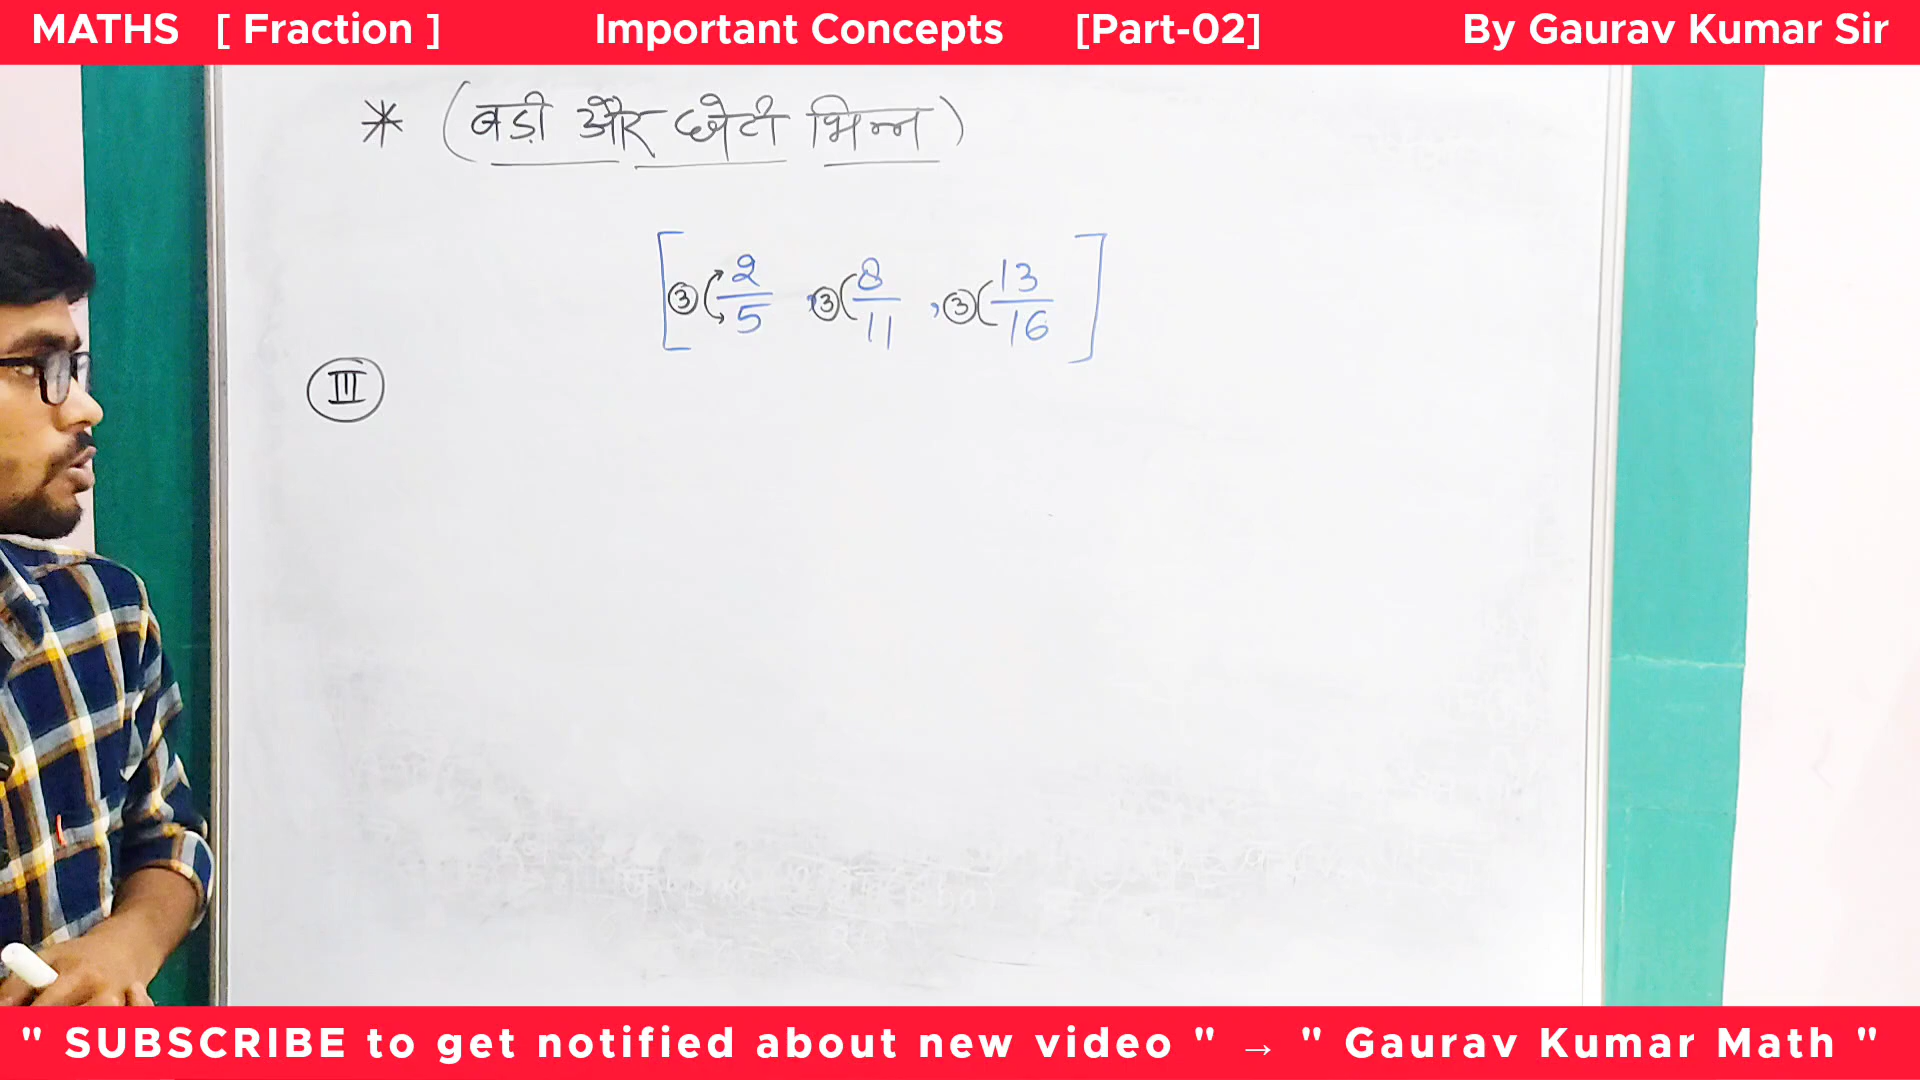 MATHS [ Fraction ] Important Concepts [Part-02] By Gaurav Kumar Sir
* (बड़ी और छोटी भिन्न)
[③(2/5 , ③(8/11 , ③(13/16 ]
III
" SUBSCRIBE to get notified about new video " → " Gaurav Kumar Math "